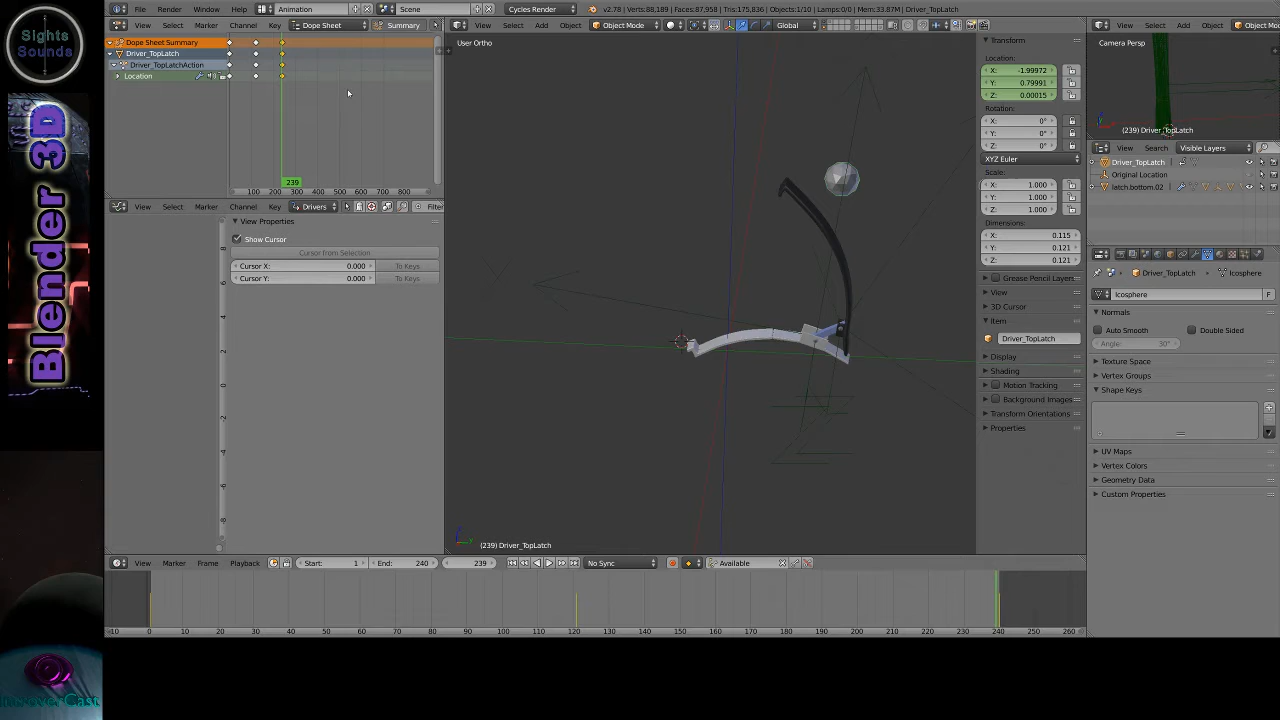 Sights
Sounds
Blender 3D
File Render Window Help Animation Scene Cycles Render v2.78 | Verts:88,189 | Faces:87,958 | Tris:175,836 | Objects:1/10 | Lamps:0/0 | Mem:33.87M | Driver_TopLatch
View Select Marker Channel Key Dope Sheet Summary
View Select Add Object Object Mode Global
View Select Add Object Object Mo
Dope Sheet Summary
Driver_TopLatch
Driver_TopLatchAction
Location
239
100 200 300 400 500 600 700 800
View Select Marker Channel Key Drivers Filter
View Properties
Show Cursor
Cursor from Selection
Cursor X: 0.000 To Keys
Cursor Y: 0.000 To Keys
8
6
4
2
0
-2
-4
-6
-8
User Ortho
(239) Driver_TopLatch
Transform
Location:
X: -1.99972
Y: 0.79991
Z: 0.00015
Rotation:
X: 0°
Y: 0°
Z: 0°
XYZ Euler
Scale:
X: 1.000
Y: 1.000
Z: 1.000
Dimensions:
X: 0.115
Y: 0.121
Z: 0.121
Grease Pencil Layers
View
3D Cursor
Item
Driver_TopLatch
Display
Shading
Motion Tracking
Background Images
Transform Orientations
Properties
Camera Persp
(239) Driver_TopLatch
View Search Visible Layers
Driver_TopLatch
Original Location
latch.bottom.02
Driver_TopLatch Icosphere
Icosphere F
Normals
Auto Smooth Double Sided
Angle: 30°
Texture Space
Vertex Groups
Shape Keys
UV Maps
Vertex Colors
Geometry Data
Custom Properties
View Marker Frame Playback Start: 1 End: 240 239 No Sync Available
-10 0 10 20 30 40 50 60 70 80 90 100 110 120 130 140 150 160 170 180 190 200 210 220 230 240 250 260